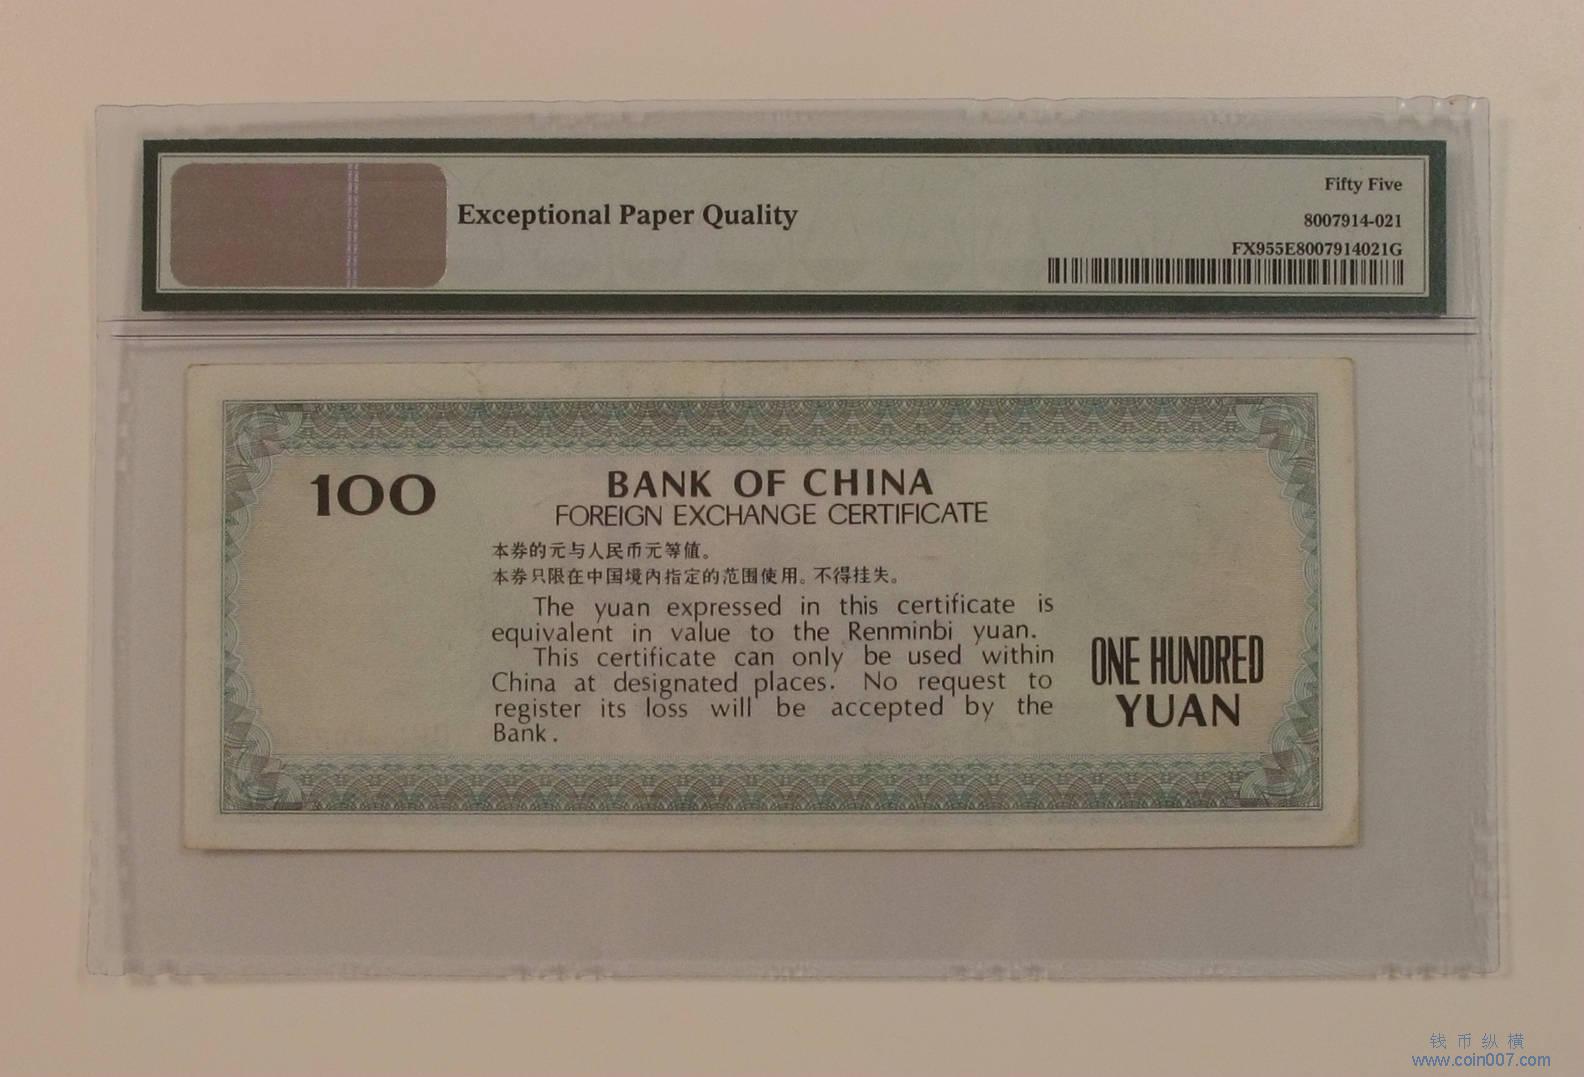 Exceptional Paper Quality
Fifty Five
8007914-021
FX955E8007914021G
100
BANK OF CHINA
FOREIGN EXCHANGE CERTIFICATE
本券的元与人民币元等值。
本券只限在中国境内指定的范围使用。不得挂失。
The yuan expressed in this certificate is
equivalent in value to the Renminbi yuan.
This certificate can only be used within
China at designated places. No request to
register its loss will be accepted by the
Bank.
ONE HUNDRED
YUAN
钱币纵横
www.coin007.com